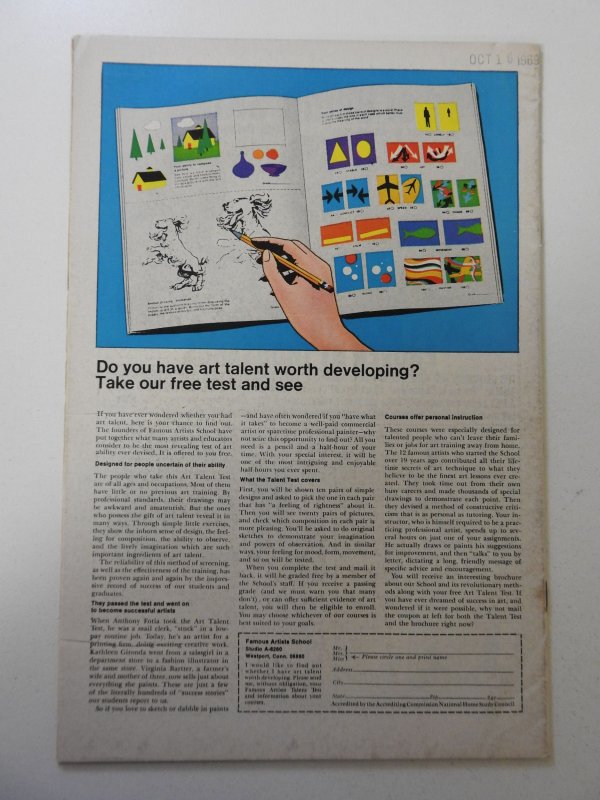 OCT 1 1968
Do you have art talent worth developing?
Take our free test and see
If you have ever wondered whether you had
art talent, here is your chance to find out.
The founders of Famous Artists School have
put together what many artists and educators
consider to be the most revealing test of art
ability ever devised. It is offered to you free.
Designed for people uncertain of their ability
The people who take this Art Talent Test
are of all ages and occupations. Most of them
have little or no previous art training. By
professional standards, their drawings may
be awkward and amateurish. But the ones
who possess the gift of art talent reveal it in
many ways. Through simple little exercises,
they show the inborn sense of design, the feel-
ing for composition, the ability to observe,
and the lively imagination which are such
important ingredients of art talent.
The reliability of this method of screening,
as well as the effectiveness of the training, has
been proven again and again by the impres-
sive record of success of our students and
graduates.
They passed the test and went on
to become successful artists
When Anthony Fotia took the Art Talent
Test, he was a mail clerk, "stuck" in a low-
pay routine job. Today, he's an artist for a
printing firm, doing exciting creative work.
Kathleen Gironda went from a salesgirl in a
department store to a fashion illustrator in
the same store. Virginia Bartter, a farmer's
wife and mother of three, now sells just about
everything she paints. These are just a few
of the literally hundreds of "success stories"
our students report to us.
So if you love to sketch or dabble in paints
—and have often wondered if you "have what
it takes" to become a well-paid commercial
artist or spare-time professional painter—why
not seize this opportunity to find out? All you
need is a pencil and a half-hour of your
time. With your special interest, it will be
one of the most intriguing and enjoyable
half-hours you ever spent.
What the Talent Test covers
First, you will be shown ten pairs of simple
designs and asked to pick the one in each pair
that has "a feeling of rightness" about it.
Then you will see twenty pairs of pictures,
and check which composition in each pair is
more pleasing. You'll be asked to do original
sketches to demonstrate your imagination
and powers of observation. And in similar
ways, your feeling for mood, form, movement,
and so on will be tested.
When you complete the test and mail it
back, it will be graded free by a member of
the School's staff. If you receive a passing
grade (and we must warn you that many
don't), or can offer sufficient evidence of art
talent, you will then be eligible to enroll.
You may choose whichever of our courses is
best suited to your goals.
Courses offer personal instruction
These courses were especially designed for
talented people who can't leave their fami-
lies or jobs for art training away from home.
The 12 famous artists who started the School
over 19 years ago contributed all their life-
time secrets of art technique to what they
believe to be the finest art lessons ever cre-
ated. They took time out from their own
busy careers and made thousands of special
drawings to demonstrate each point. Then
they devised a method of constructive criti-
cism that is as personal as tutoring. Your in-
structor, who is himself required to be a prac-
ticing professional artist, spends up to sev-
eral hours on just one of your assignments.
He actually draws or paints his suggestions
for improvement, and then "talks" to you by
letter, dictating a long, friendly message of
specific advice and encouragement.
You will receive an interesting brochure
about our School and its revolutionary meth-
ods along with your free Art Talent Test. If
you have ever dreamed of success in art, and
wondered if it were possible, why not mail
the coupon at left for both the Talent Test
and the brochure right now?
Famous Artists School
Studio A-8260
Westport, Conn. 06880
I would like to find out
whether I have art talent
worth developing. Please send
me, without obligation, your
Famous Artists Talent Test
and information about your
courses.
Mr.
Mrs.
Miss
Please circle one and print name
Address
City
State Zip Age
Accredited by the Accrediting Commission National Home Study Council